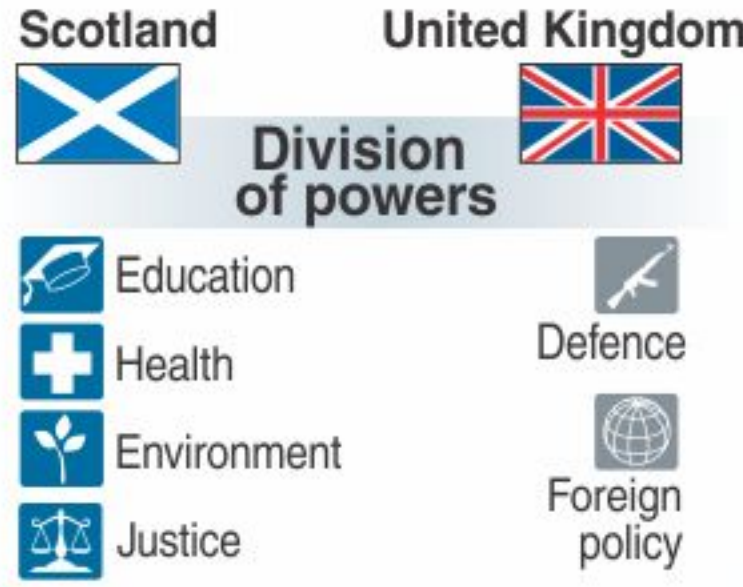 Scotland
United Kingdom
Division
of powers
Education
Health
Environment
Justice
Defence
Foreign
policy